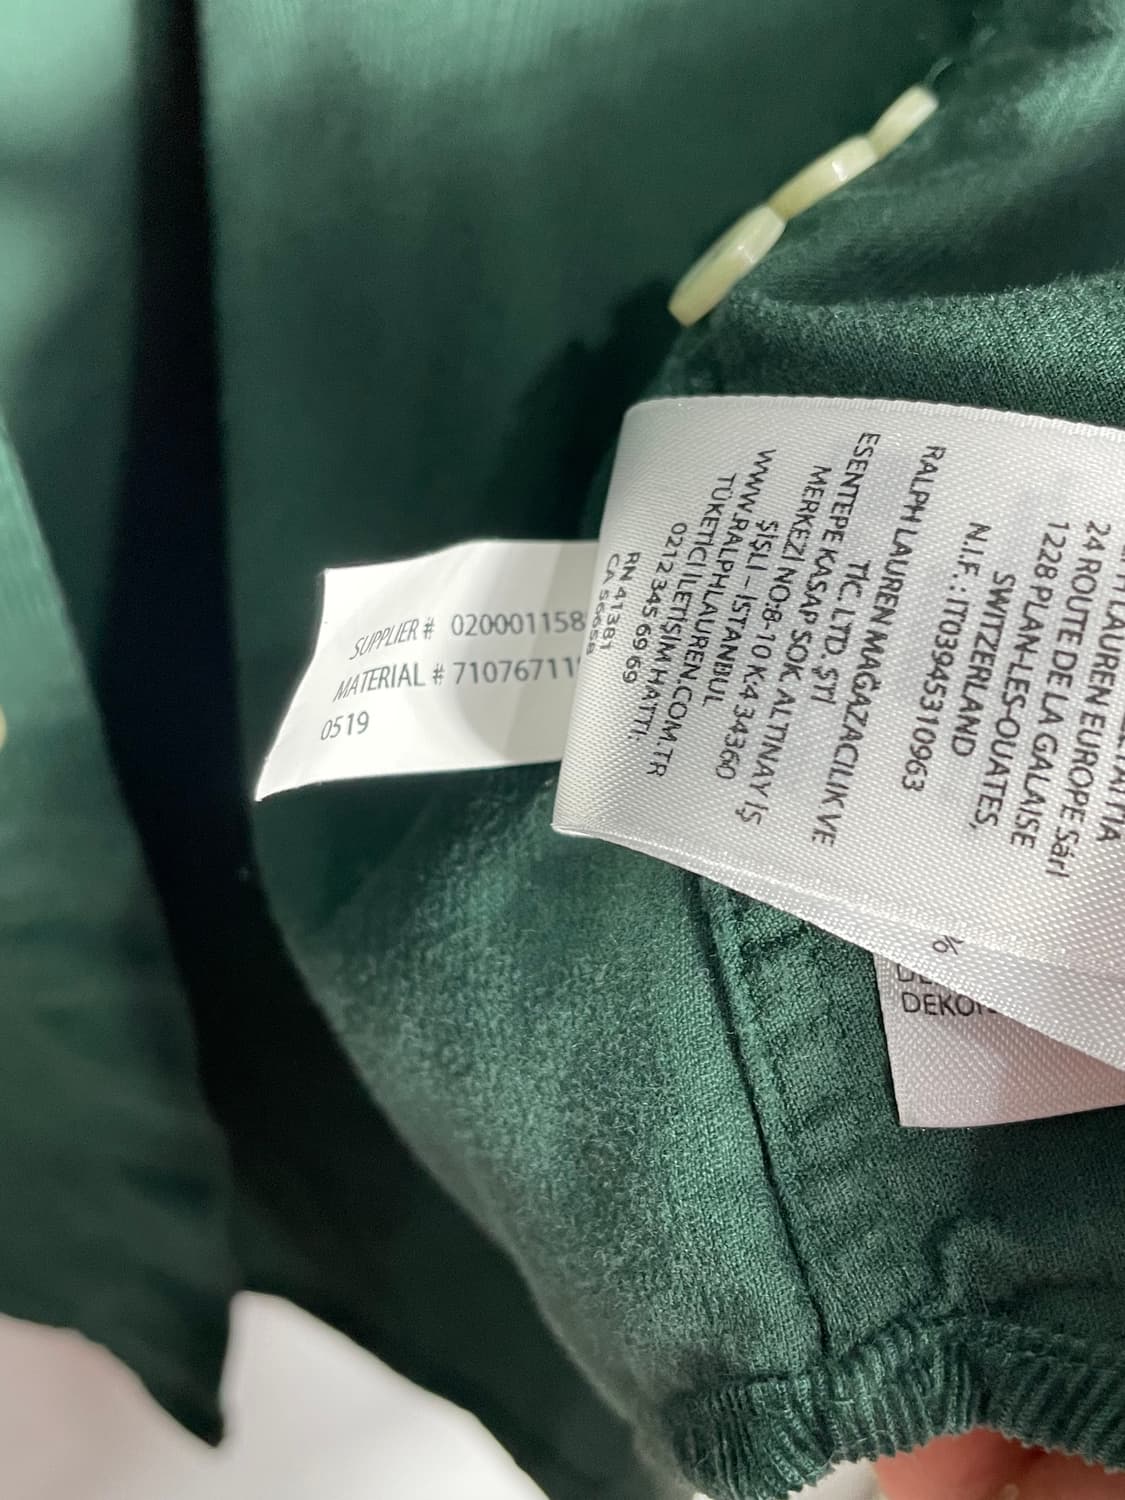 SUPPLIER # 020001158
MATERIAL # 71076711
0519
LAUREN EUROPE Sàrl
24 ROUTE DE LA GALAISE
1228 PLAN-LES-OUATES,
SWITZERLAND
N.I.F.: IT03945310963
RALPH LAUREN MAĞAZACILIK VE
TİC. LTD. ŞTİ
ESENTEPE KASAP SOK. ALTINAY İŞ
MERKEZİ NO:8-10 K:4 34360
ŞİŞLİ - İSTANBUL
WWW.RALPHLAUREN.COM.TR
TÜKETİCİ İLETİŞİM HATTI:
0212 345 69 69
RN 41381
CA 56658
%